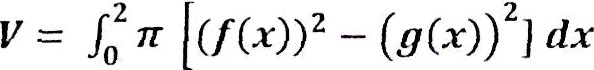 V = ∫₀² π [(f(x))² − (g(x))²] dx